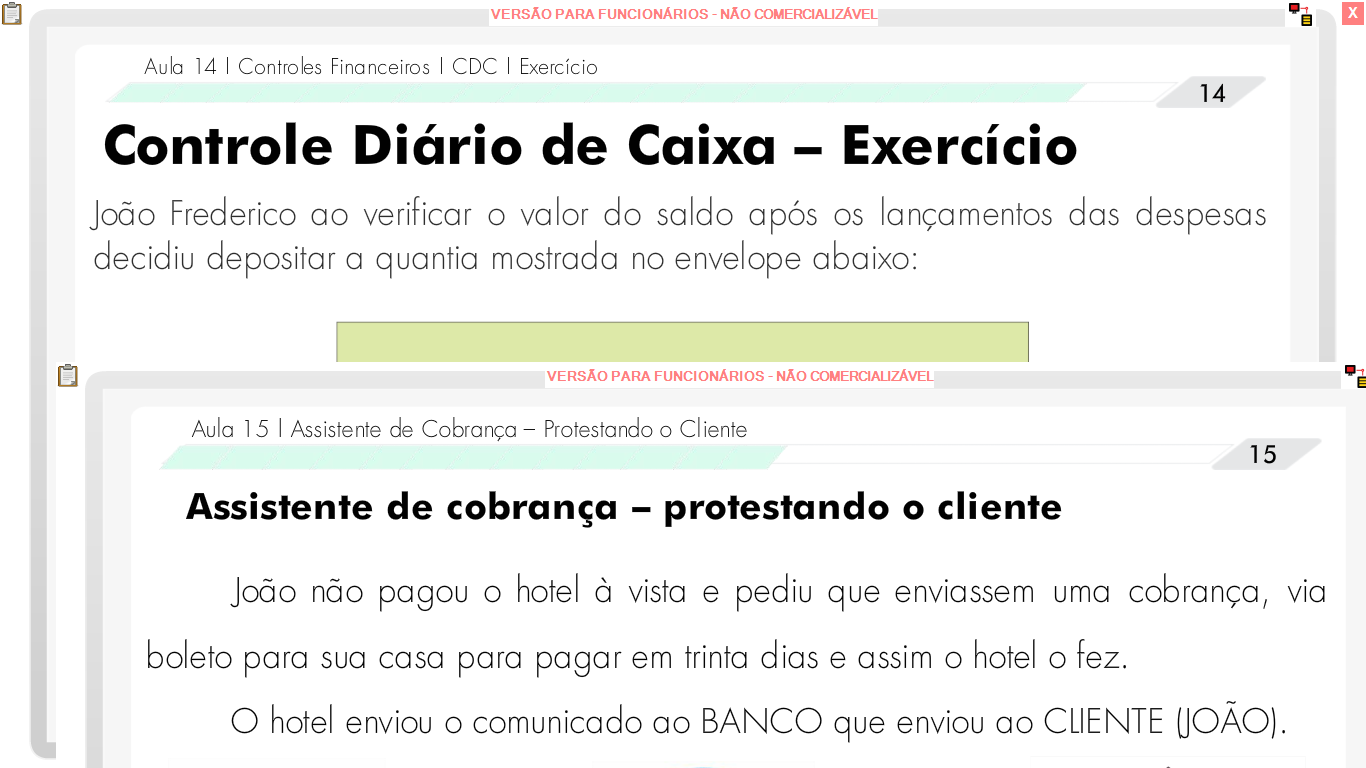 VERSÃO PARA FUNCIONÁRIOS - NÃO COMERCIALIZÁVEL
X
Aula 14 | Controles Financeiros | CDC | Exercício
14
Controle Diário de Caixa – Exercício
João Frederico ao verificar o valor do saldo após os lançamentos das despesas
decidiu depositar a quantia mostrada no envelope abaixo:
VERSÃO PARA FUNCIONÁRIOS - NÃO COMERCIALIZÁVEL
Aula 15 | Assistente de Cobrança – Protestando o Cliente
15
Assistente de cobrança – protestando o cliente
João não pagou o hotel à vista e pediu que enviassem uma cobrança, via
boleto para sua casa para pagar em trinta dias e assim o hotel o fez.
O hotel enviou o comunicado ao BANCO que enviou ao CLIENTE (JOÃO).